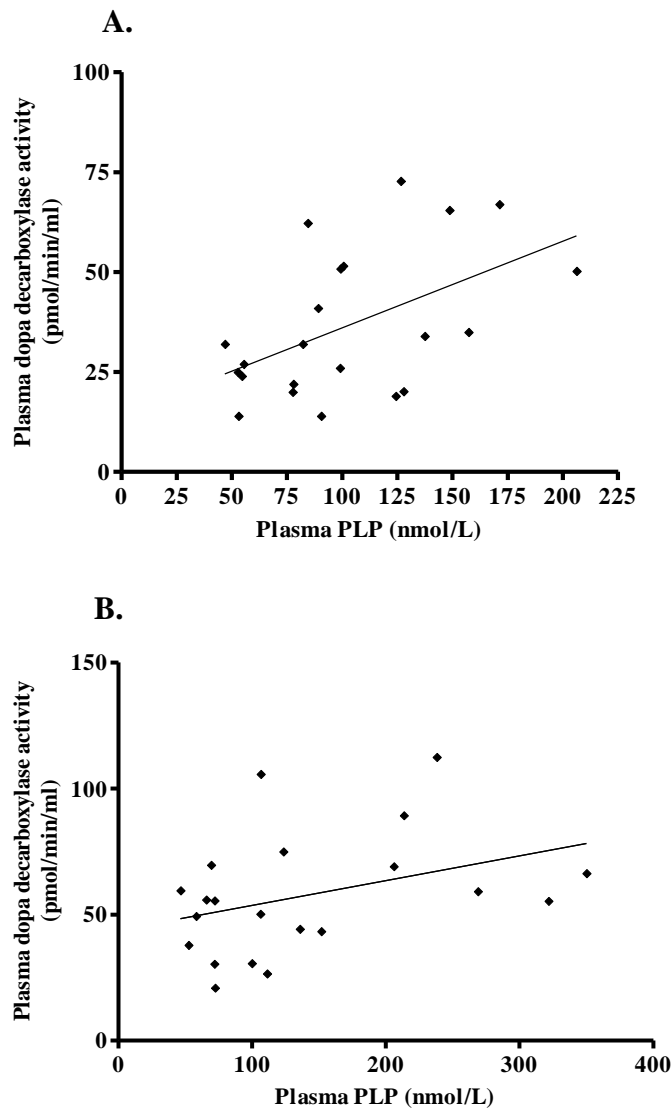 A.
100
75
50
25
0
0 25 50 75 100 125 150 175 200 225
Plasma dopa decarboxylase activity
(pmol/min/ml)
Plasma PLP (nmol/L)
B.
150
100
50
0
0 100 200 300 400
Plasma dopa decarboxylase activity
(pmol/min/ml)
Plasma PLP (nmol/L)